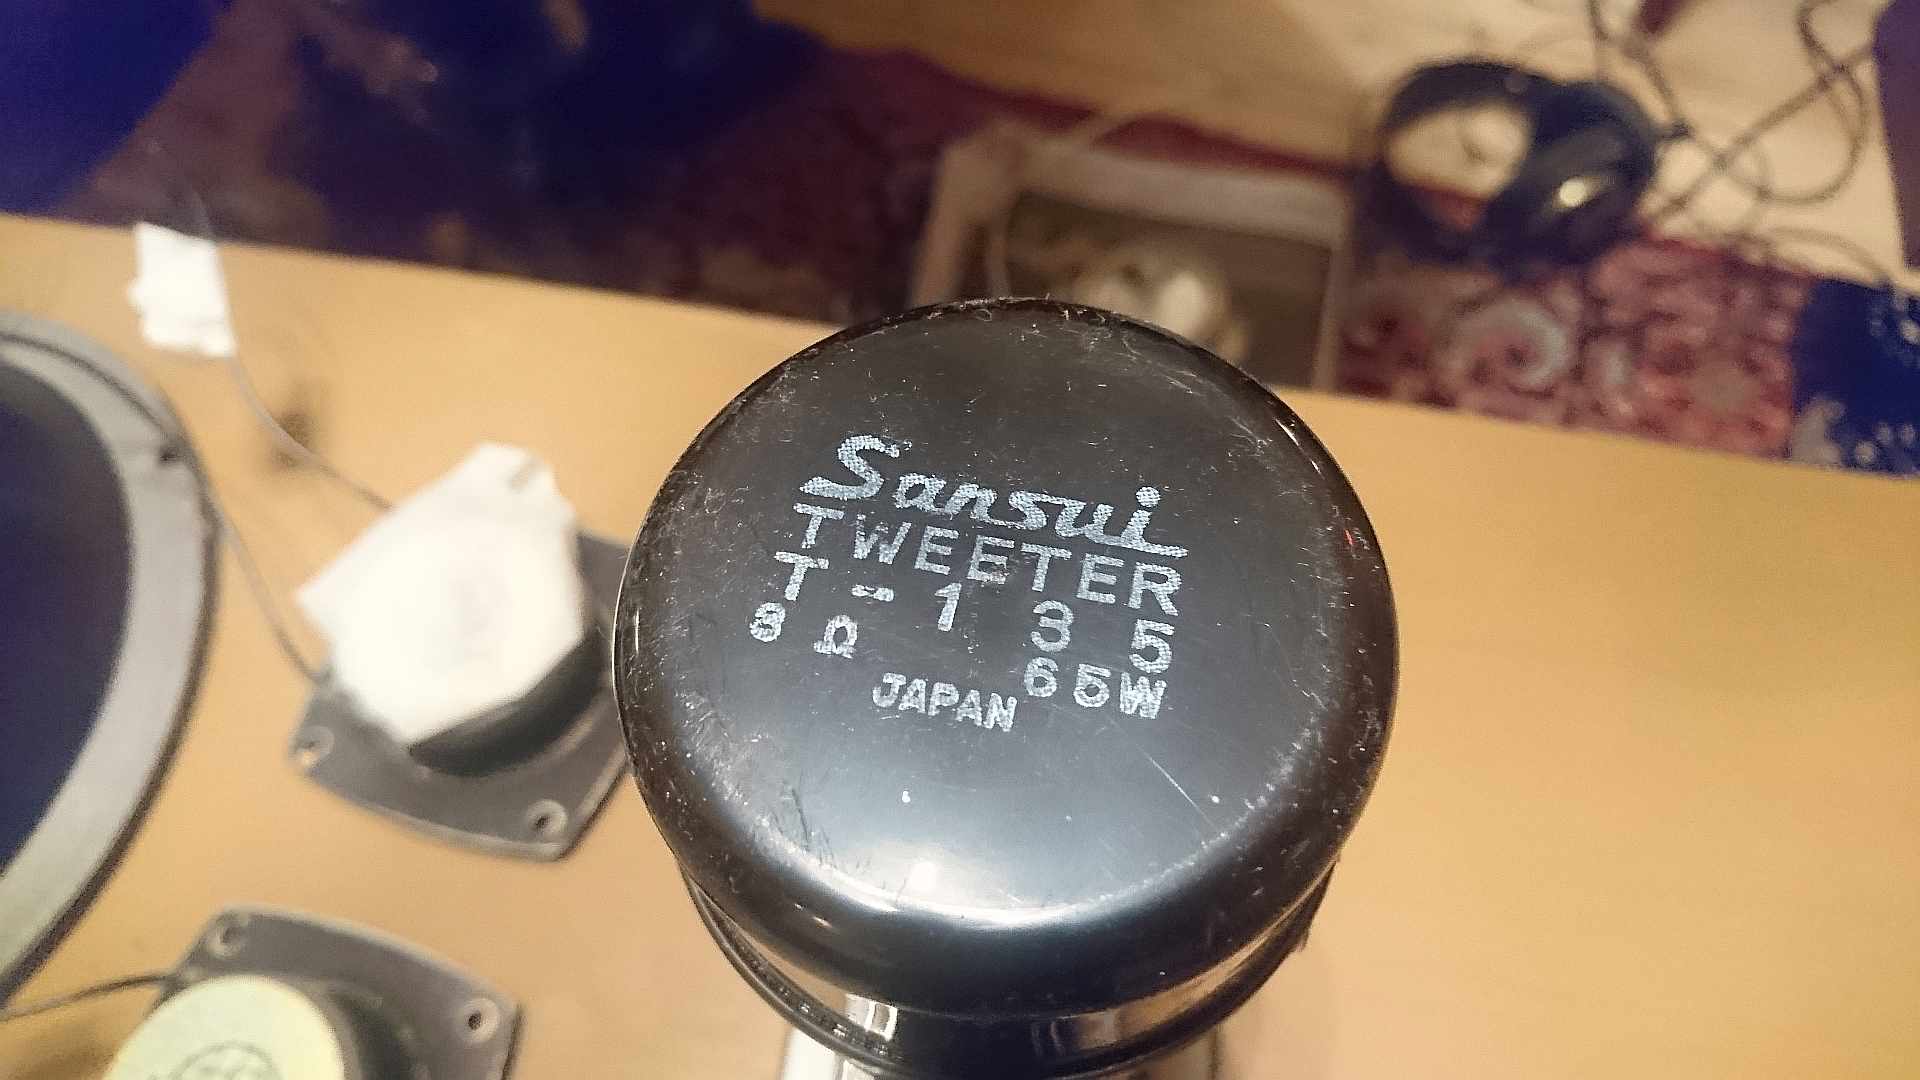 Sansui
TWEETER
T-135
8Ω 65W
JAPAN